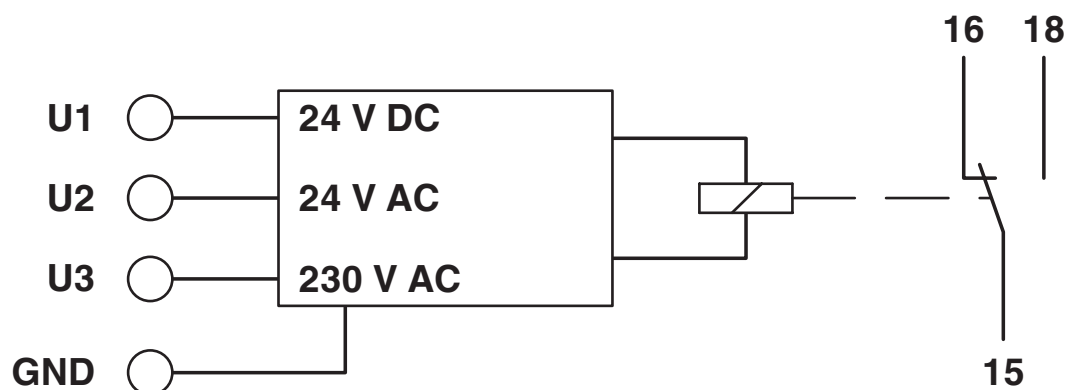 16 18
U1 24 V DC
U2 24 V AC
U3 230 V AC
GND
15